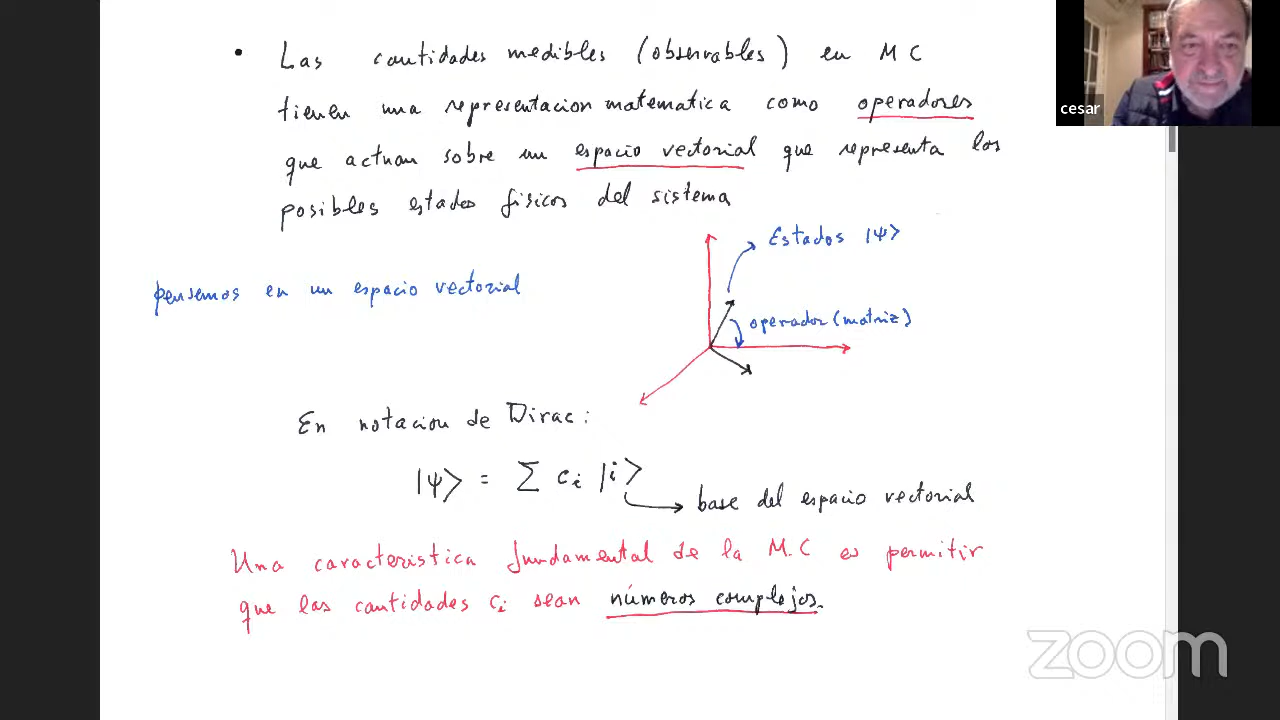 • Las cantidades medibles (observables) en MC
tienen una representacion matematica como operadores
que actuan sobre un espacio vectorial que representa los
posibles estados fisicos del sistema
cesar
Estados |Ψ>
pensemos en un espacio vectorial
operador (matriz)
En notacion de Dirac:
|Ψ> = Σ ci |i>
base del espacio vectorial
Una caracteristica fundamental de la M.C es permitir
que las cantidades ci sean números complejos.
zoom